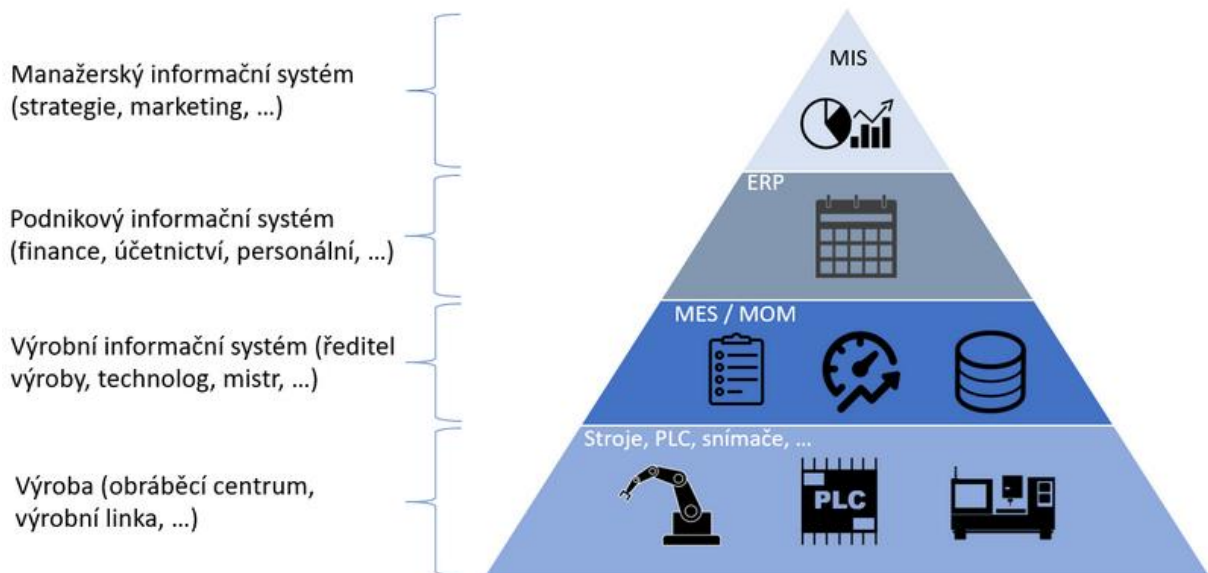 Manažerský informační systém
(strategie, marketing, …)
MIS
Podnikový informační systém
(finance, účetnictví, personální, …)
ERP
Výrobní informační systém (ředitel
výroby, technolog, mistr, …)
MES / MOM
Výroba (obráběcí centrum,
výrobní linka, …)
Stroje, PLC, snímače, …
PLC